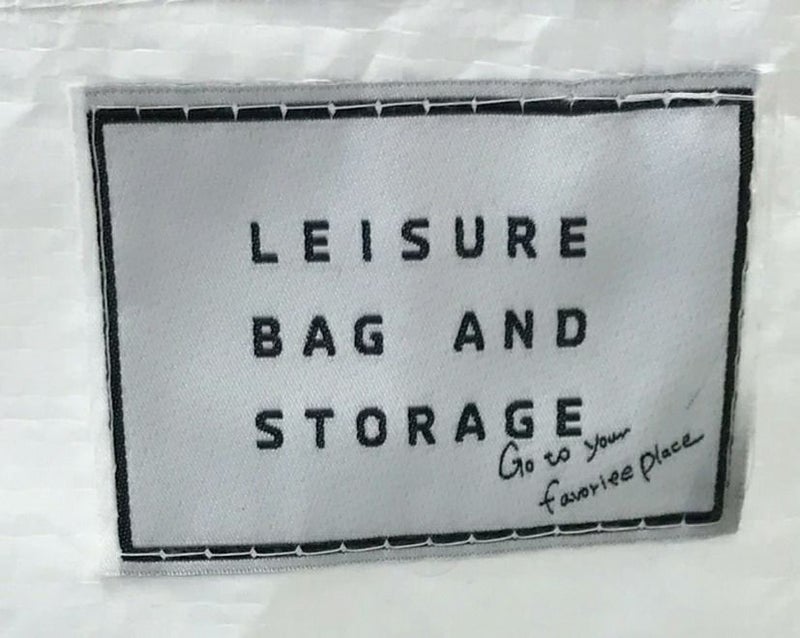 LEISURE
BAG AND
STORAGE
Go to your
favoriee place